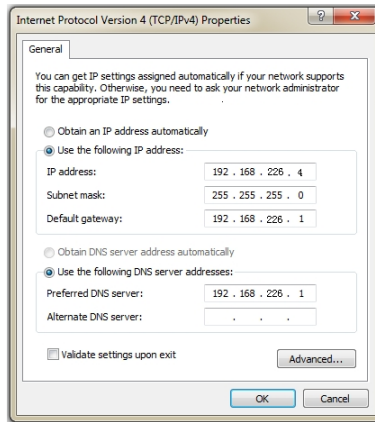 Internet Protocol Version 4 (TCP/IPv4) Properties
General
You can get IP settings assigned automatically if your network supports
this capability. Otherwise, you need to ask your network administrator
for the appropriate IP settings.
Obtain an IP address automatically
Use the following IP address:
IP address: 192 . 168 . 226 . 4
Subnet mask: 255 . 255 . 255 . 0
Default gateway: 192 . 168 . 226 . 1
Obtain DNS server address automatically
Use the following DNS server addresses:
Preferred DNS server: 192 . 168 . 226 . 1
Alternate DNS server: . . .
Validate settings upon exit
Advanced...
OK Cancel